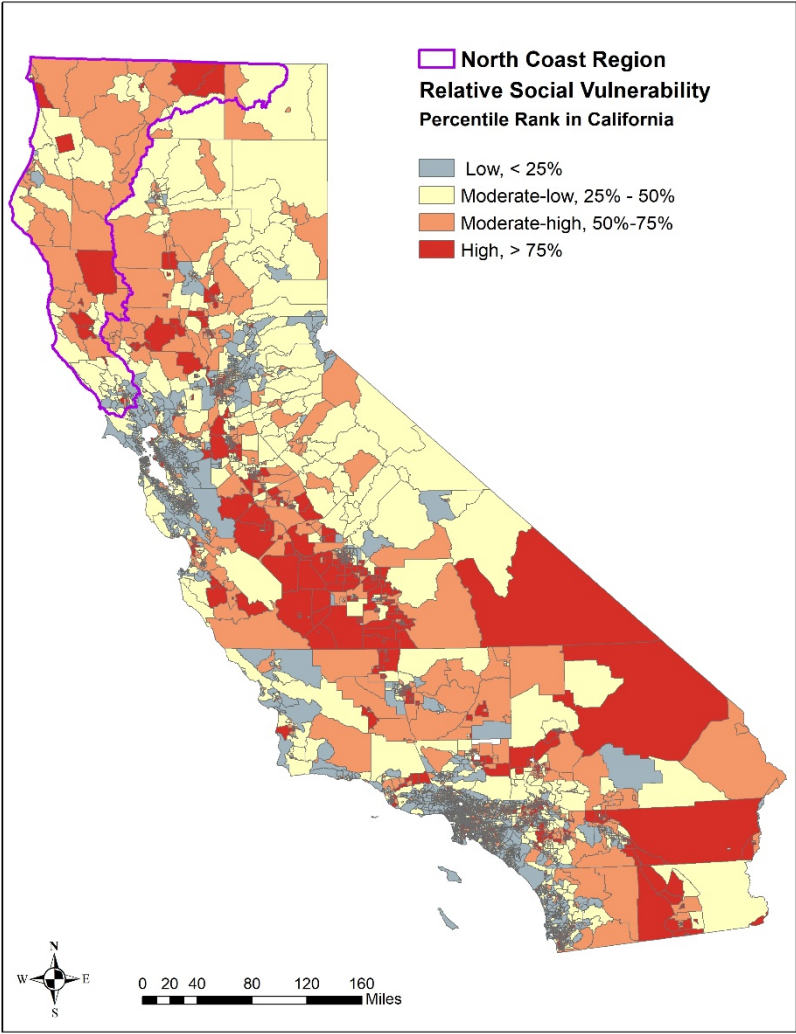 North Coast Region
Relative Social Vulnerability
Percentile Rank in California
Low, < 25%
Moderate-low, 25% - 50%
Moderate-high, 50%-75%
High, > 75%
N
W E
S
0 20 40 80 120 160
Miles